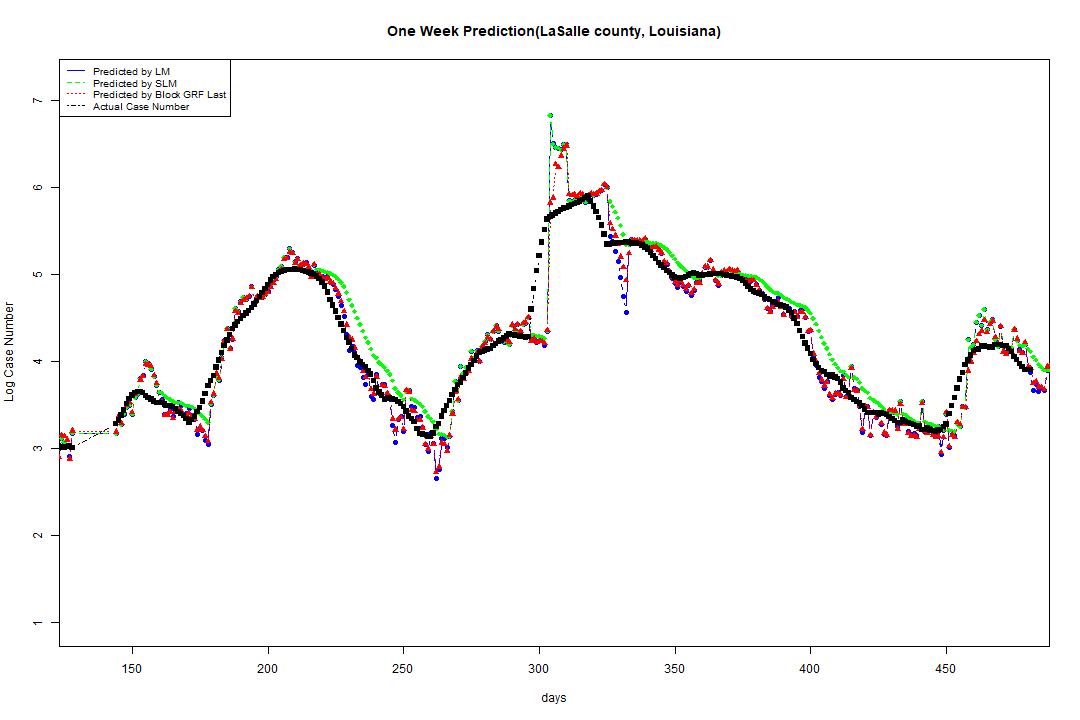 One Week Prediction(LaSalle county, Louisiana)
Predicted by LM
Predicted by SLM
Predicted by Block GRF Last
Actual Case Number
7
6
5
4
3
2
1
Log Case Number
150 200 250 300 350 400 450
days